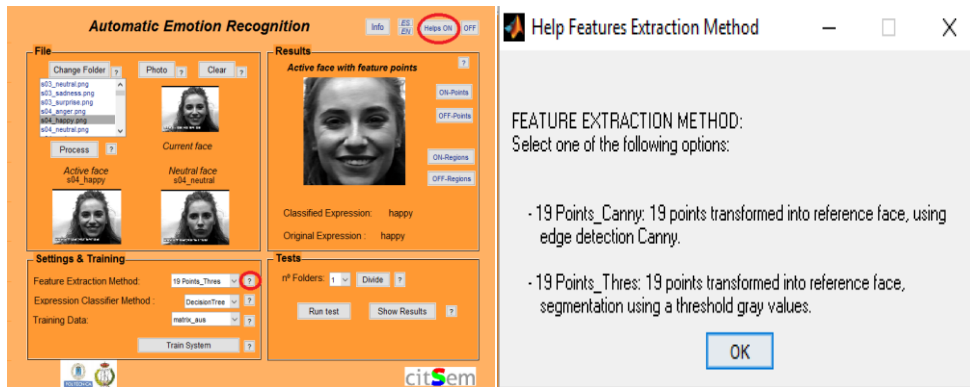 Automatic Emotion Recognition
Info
ES
EN
Helps ON
OFF
File
Change Folder
?
Photo
?
Clear
?
s03_neutral.png
s03_sadness.png
s03_surprise.png
s04_anger.png
s04_happy.png
s04_neutral.png
Process
?
Current face
Active face
s04_happy
Neutral face
s04_neutral
Results
Active face with feature points
?
ON-Points
OFF-Points
ON-Regions
OFF-Regions
Classified Expression: happy
Original Expression : happy
Settings & Training
Feature Extraction Method: 19 Points_Thres ?
Expression Classifier Method : DecisionTree ?
Training Data: matrix_aus ?
Train System ?
Tests
nº Folders: 1 Divide ?
Run test Show Results ?
POLITÉCNICA
citSem
Help Features Extraction Method
FEATURE EXTRACTION METHOD:
Select one of the following options:
- 19 Points_Canny: 19 points transformed into reference face, using
edge detection Canny.
- 19 Points_Thres: 19 points transformed into reference face,
segmentation using a threshold gray values.
OK